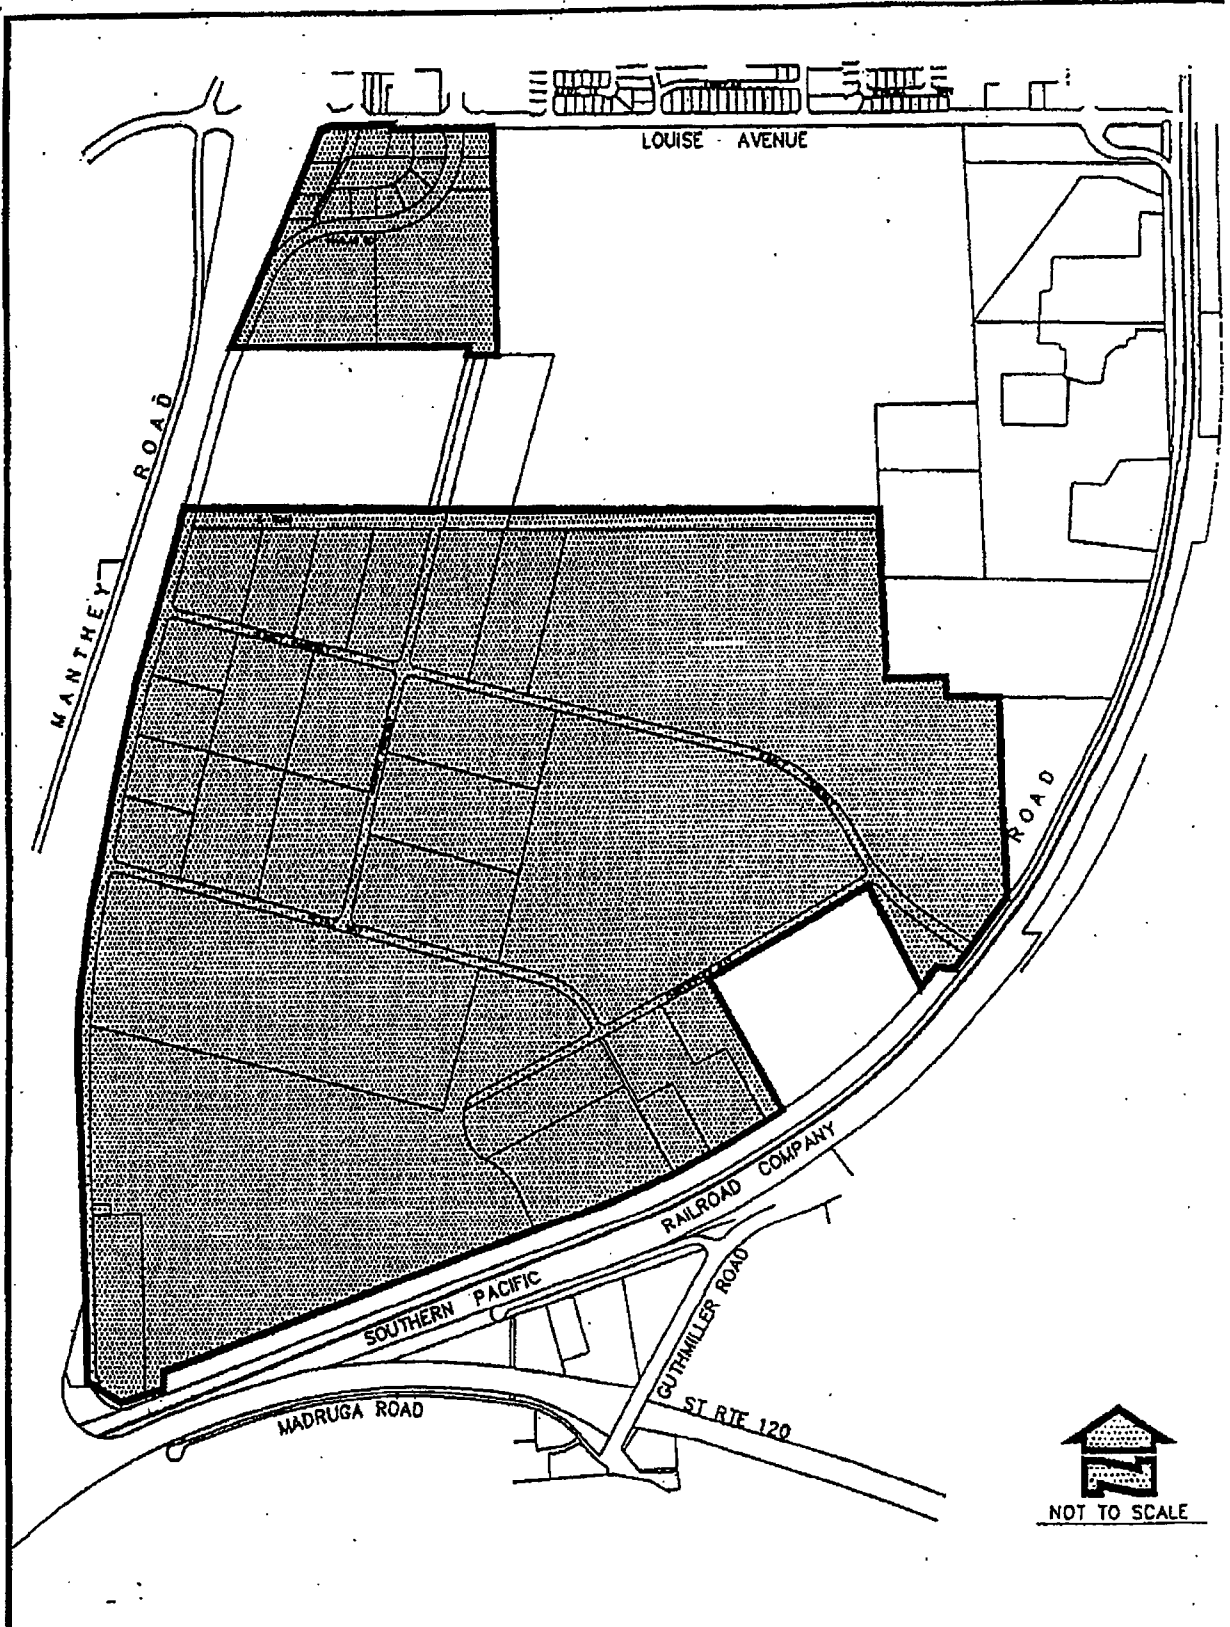 LOUISE AVENUE
MANTHEY ROAD
ROAD
SOUTHERN PACIFIC RAILROAD COMPANY
GUTHMILLER ROAD
MADRUGA ROAD
ST RTE 120
N
NOT TO SCALE